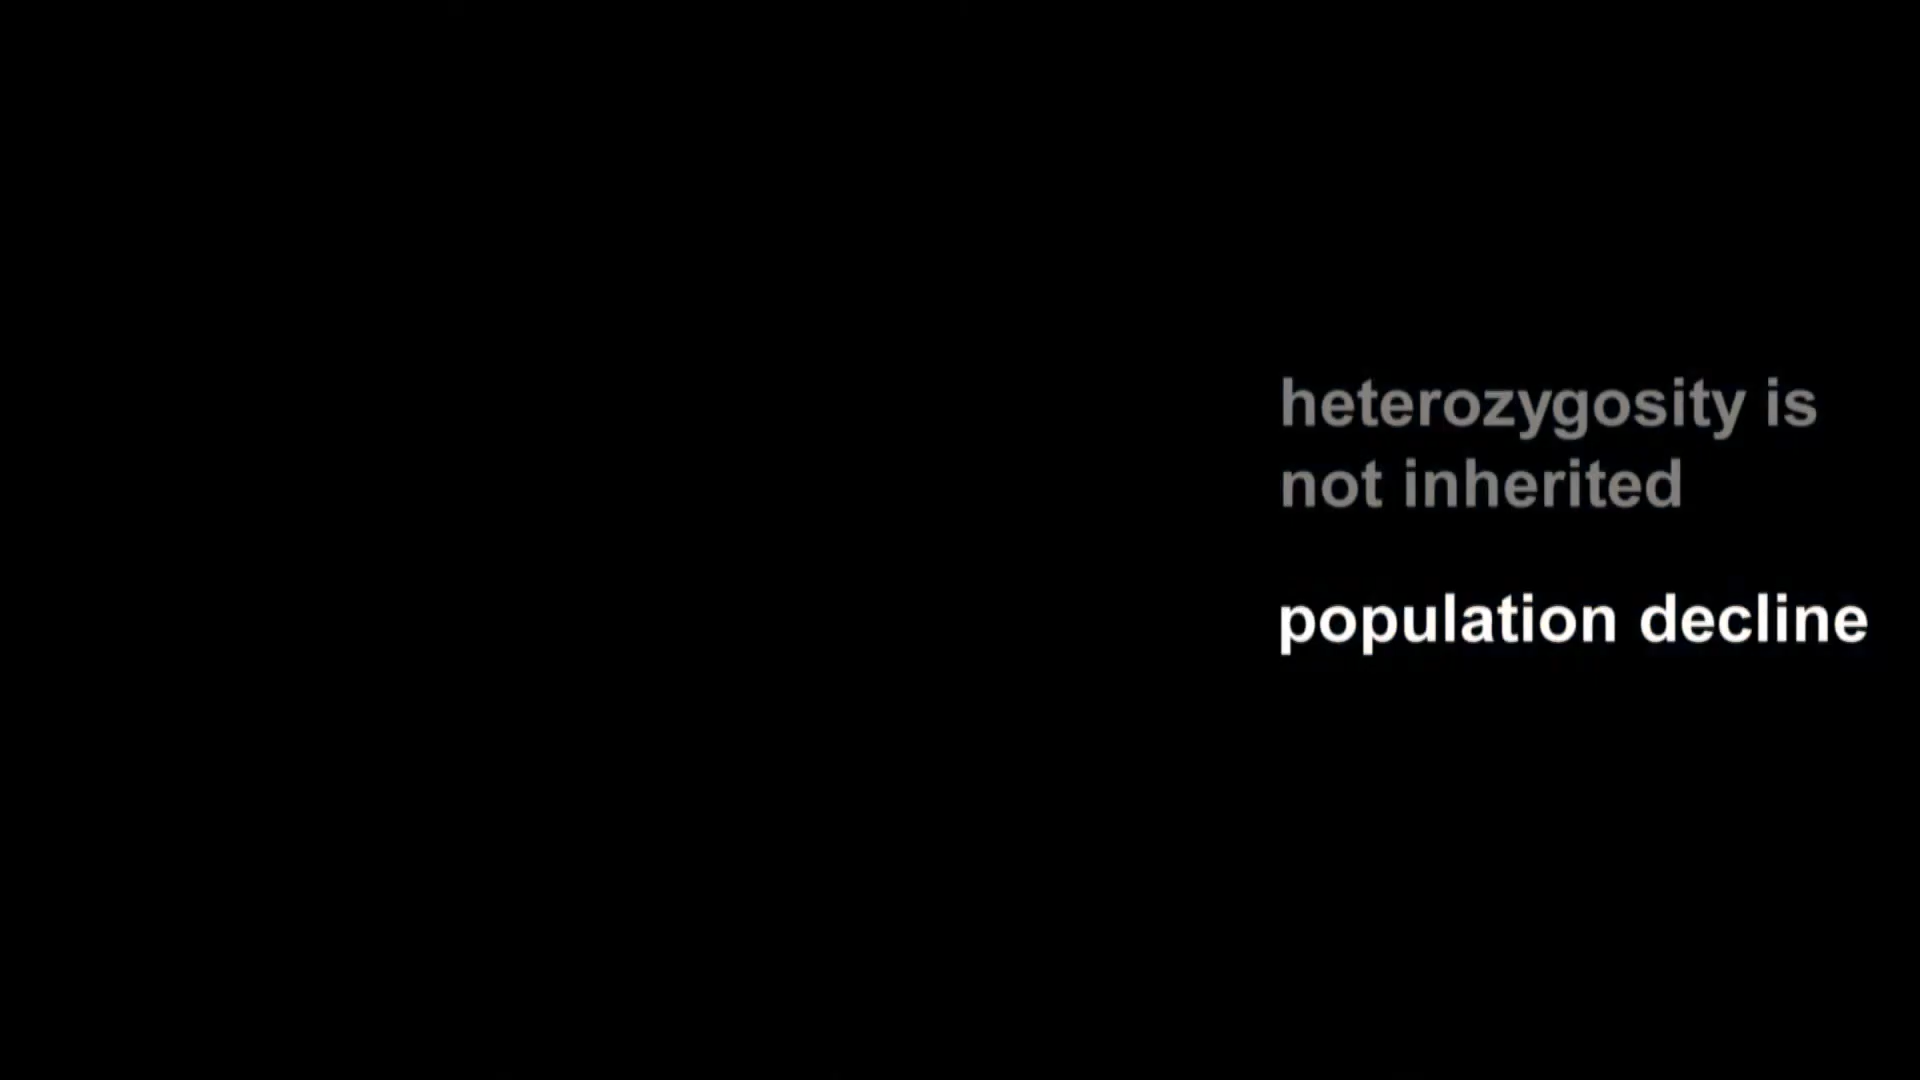 heterozygosity is
not inherited
population decline